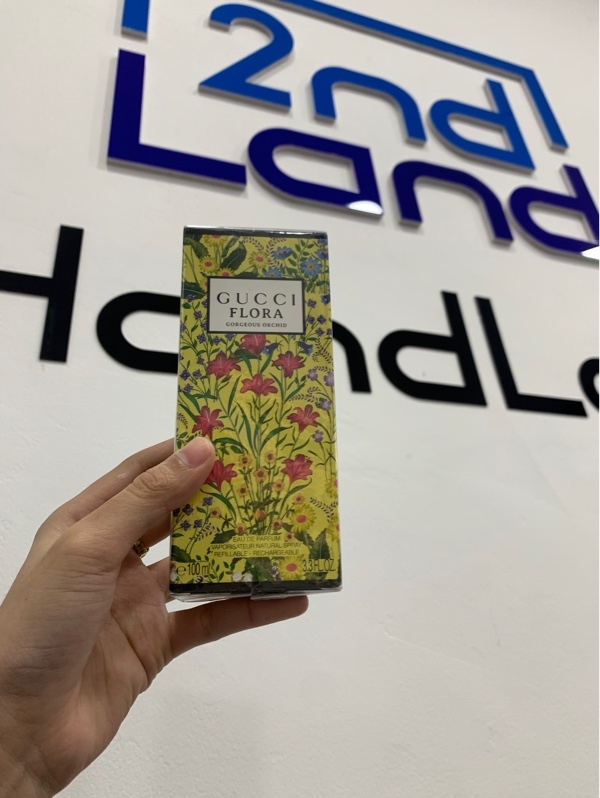 2nd
Land
HandL
GUCCI
FLORA
GORGEOUS ORCHID
EAU DE PARFUM
VAPORISATEUR NATURAL SPRAY
REFILLABLE - RECHARGEABLE
e 100 ml
3.3 FL.OZ